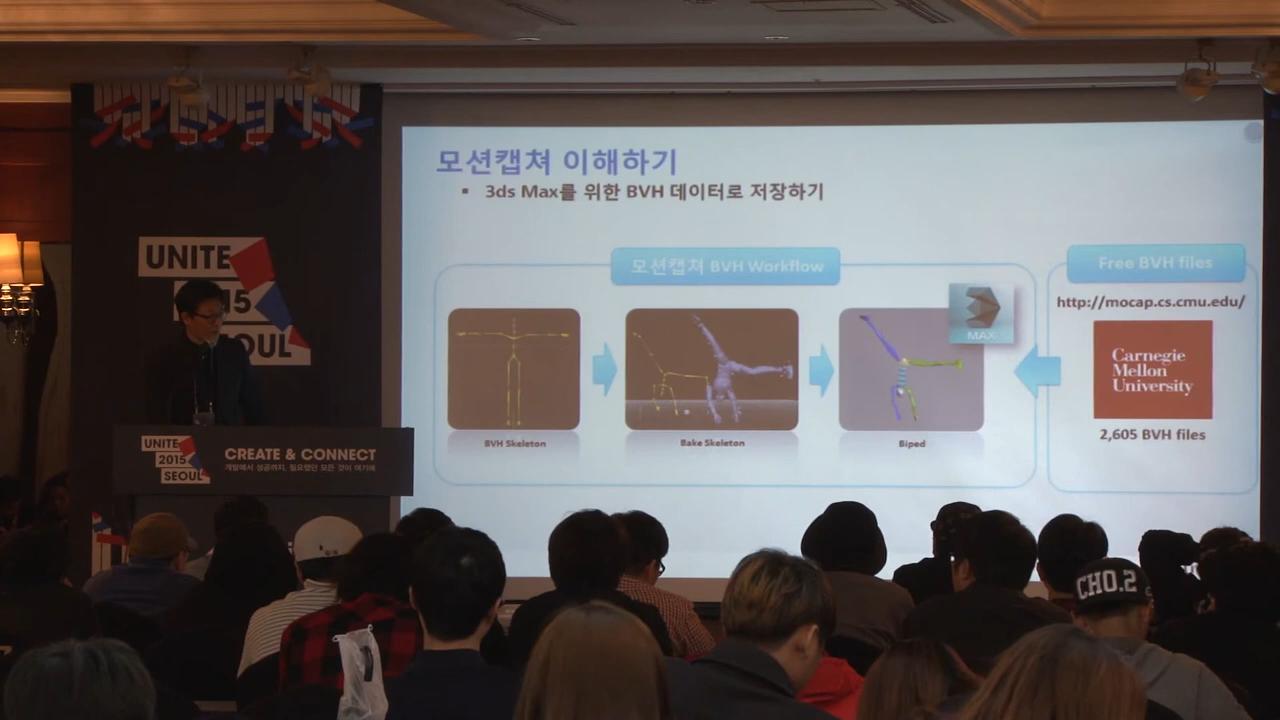 모션캡쳐 이해하기
▪ 3ds Max를 위한 BVH 데이터로 저장하기
모션캡쳐 BVH Workflow
Free BVH files
http://mocap.cs.cmu.edu/
MAX
Carnegie
Mellon
University
BVH Skeleton
Bake Skeleton
Biped
2,605 BVH files
UNITE
15
OUL
UNITE
2015
SEOUL
CREATE & CONNECT
개발에서 성공까지, 필요했던 모든 것이 여기에
CHO.2